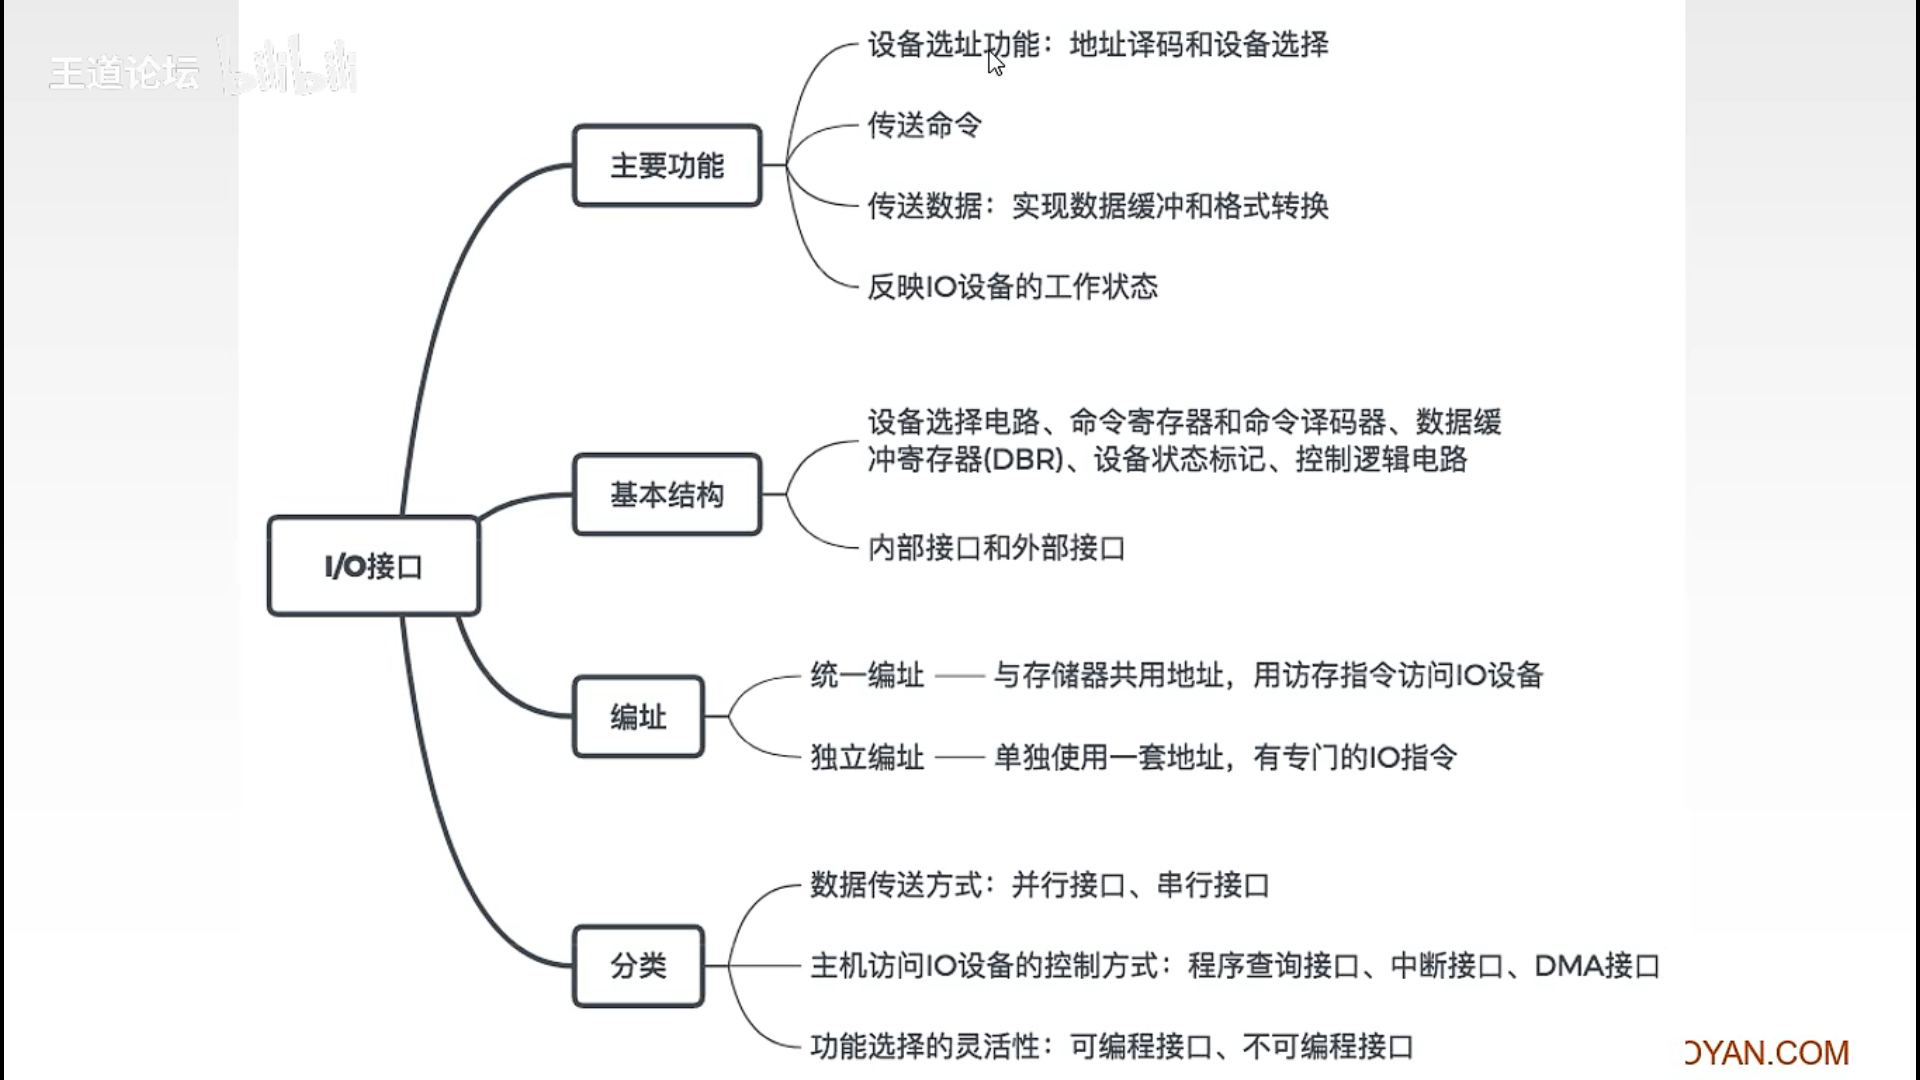 王道论坛 bilibili
设备选址功能：地址译码和设备选择
传送命令
主要功能
传送数据：实现数据缓冲和格式转换
反映IO设备的工作状态
设备选择电路、命令寄存器和命令译码器、数据缓
冲寄存器(DBR)、设备状态标记、控制逻辑电路
基本结构
内部接口和外部接口
I/O接口
统一编址 与存储器共用地址，用访存指令访问IO设备
编址
独立编址 单独使用一套地址，有专门的IO指令
数据传送方式：并行接口、串行接口
分类
主机访问IO设备的控制方式：程序查询接口、中断接口、DMA接口
功能选择的灵活性：可编程接口、不可编程接口
OYAN.COM